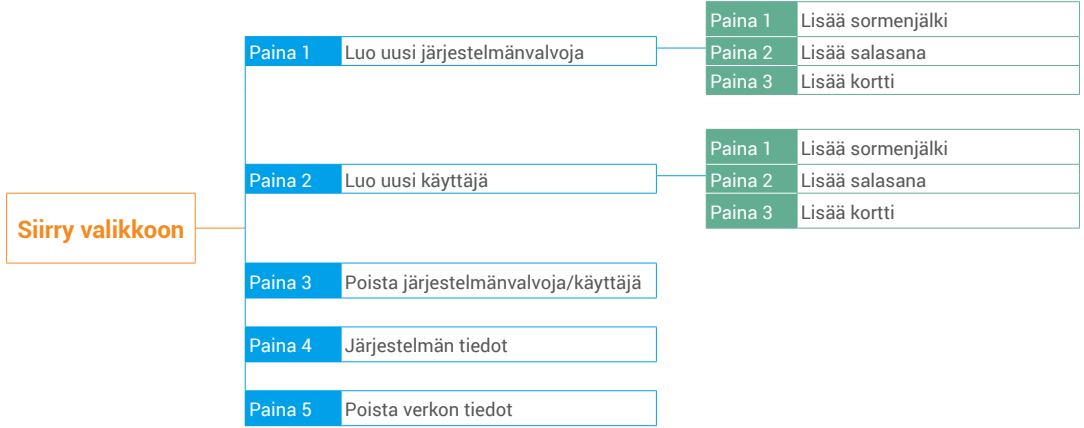 Siirry valikkoon
Paina 1 Luo uusi järjestelmänvalvoja
Paina 1 Lisää sormenjälki
Paina 2 Lisää salasana
Paina 3 Lisää kortti
Paina 2 Luo uusi käyttäjä
Paina 1 Lisää sormenjälki
Paina 2 Lisää salasana
Paina 3 Lisää kortti
Paina 3 Poista järjestelmänvalvoja/käyttäjä
Paina 4 Järjestelmän tiedot
Paina 5 Poista verkon tiedot